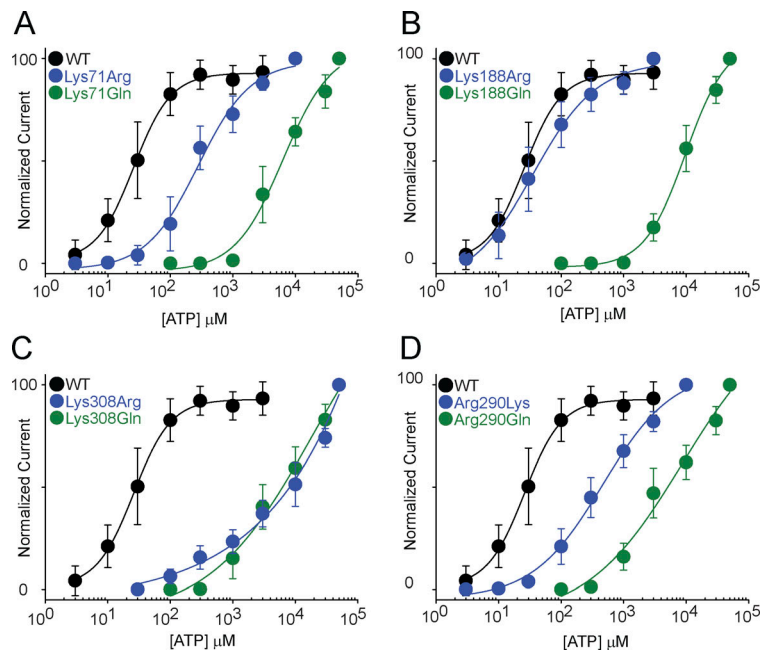 A
100
WT
Lys71Arg
Lys71Gln
Normalized Current
0
10^0 10^1 10^2 10^3 10^4 10^5
[ATP] μM
B
100
WT
Lys188Arg
Lys188Gln
Normalized Current
0
10^0 10^1 10^2 10^3 10^4 10^5
[ATP] μM
C
100
WT
Lys308Arg
Lys308Gln
Normalized Current
0
10^0 10^1 10^2 10^3 10^4 10^5
[ATP] μM
D
100
WT
Arg290Lys
Arg290Gln
Normalized Current
0
10^0 10^1 10^2 10^3 10^4 10^5
[ATP] μM